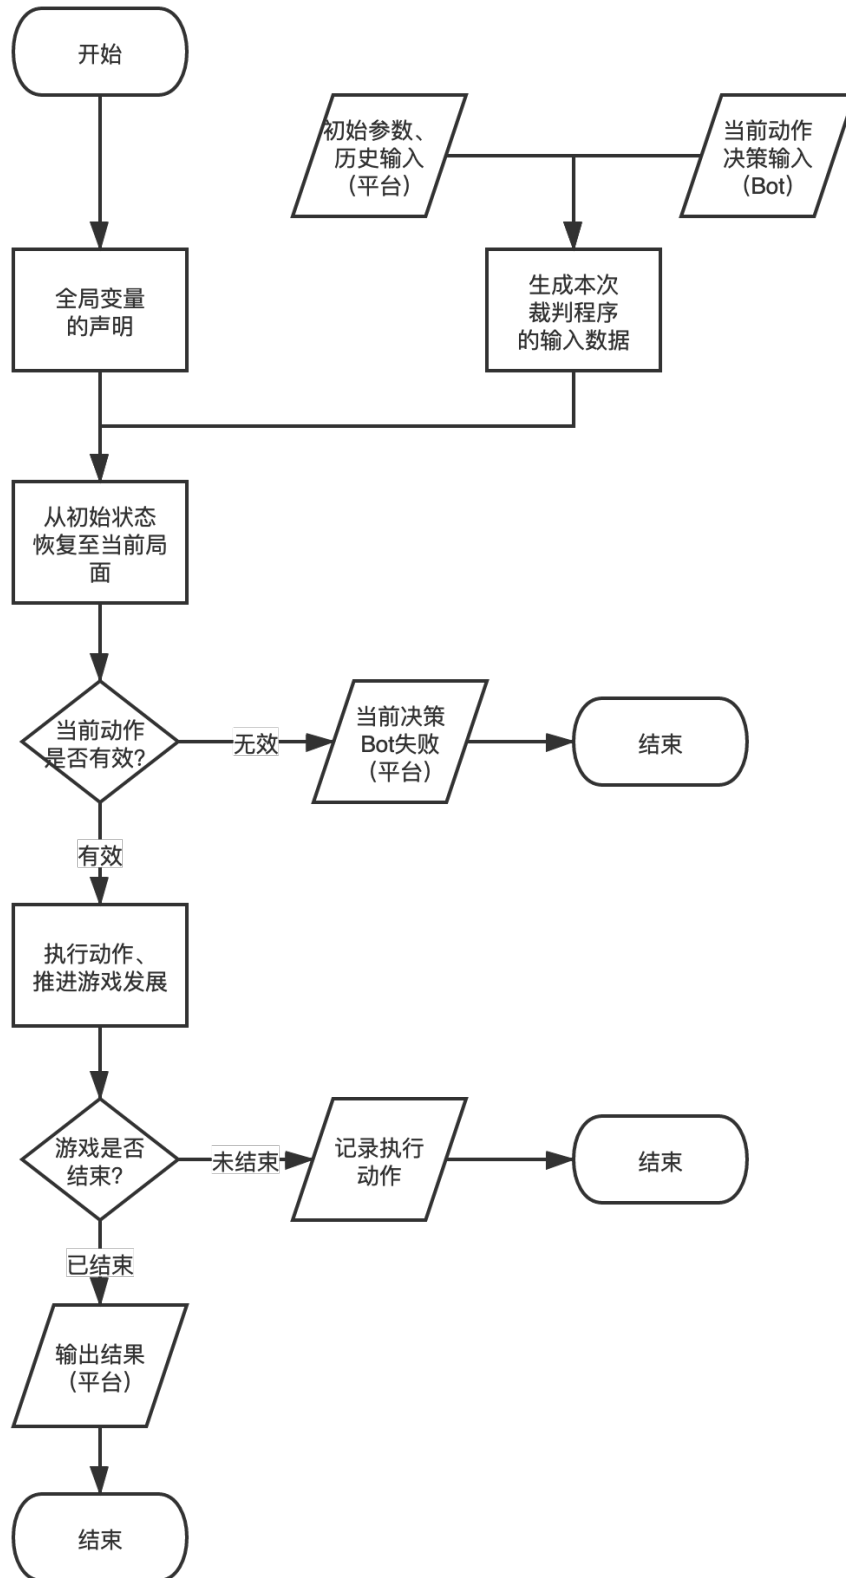 开始
初始参数、
历史输入
（平台）
当前动作
决策输入
（Bot）
全局变量
的声明
生成本次
裁判程序
的输入数据
从初始状态
恢复至当前局
面
当前动作
是否有效?
无效
当前决策
Bot失败
（平台）
结束
有效
执行动作、
推进游戏发展
游戏是否
结束?
未结束
记录执行
动作
结束
已结束
输出结果
（平台）
结束